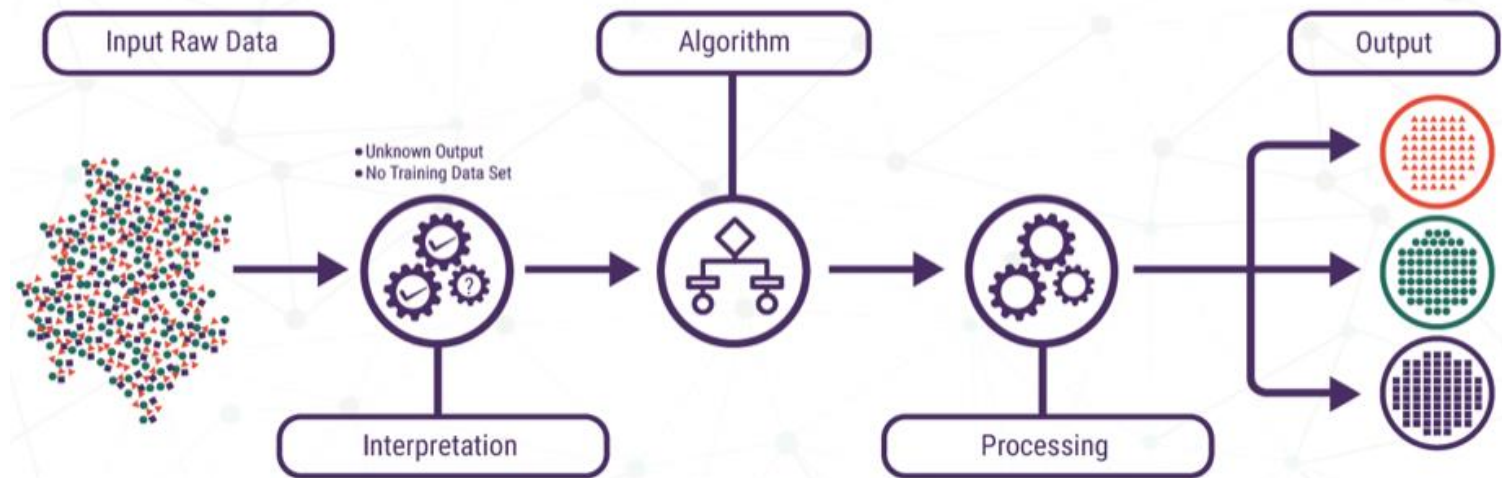 Input Raw Data
Algorithm
Output
• Unknown Output
• No Training Data Set
?
Interpretation
Processing